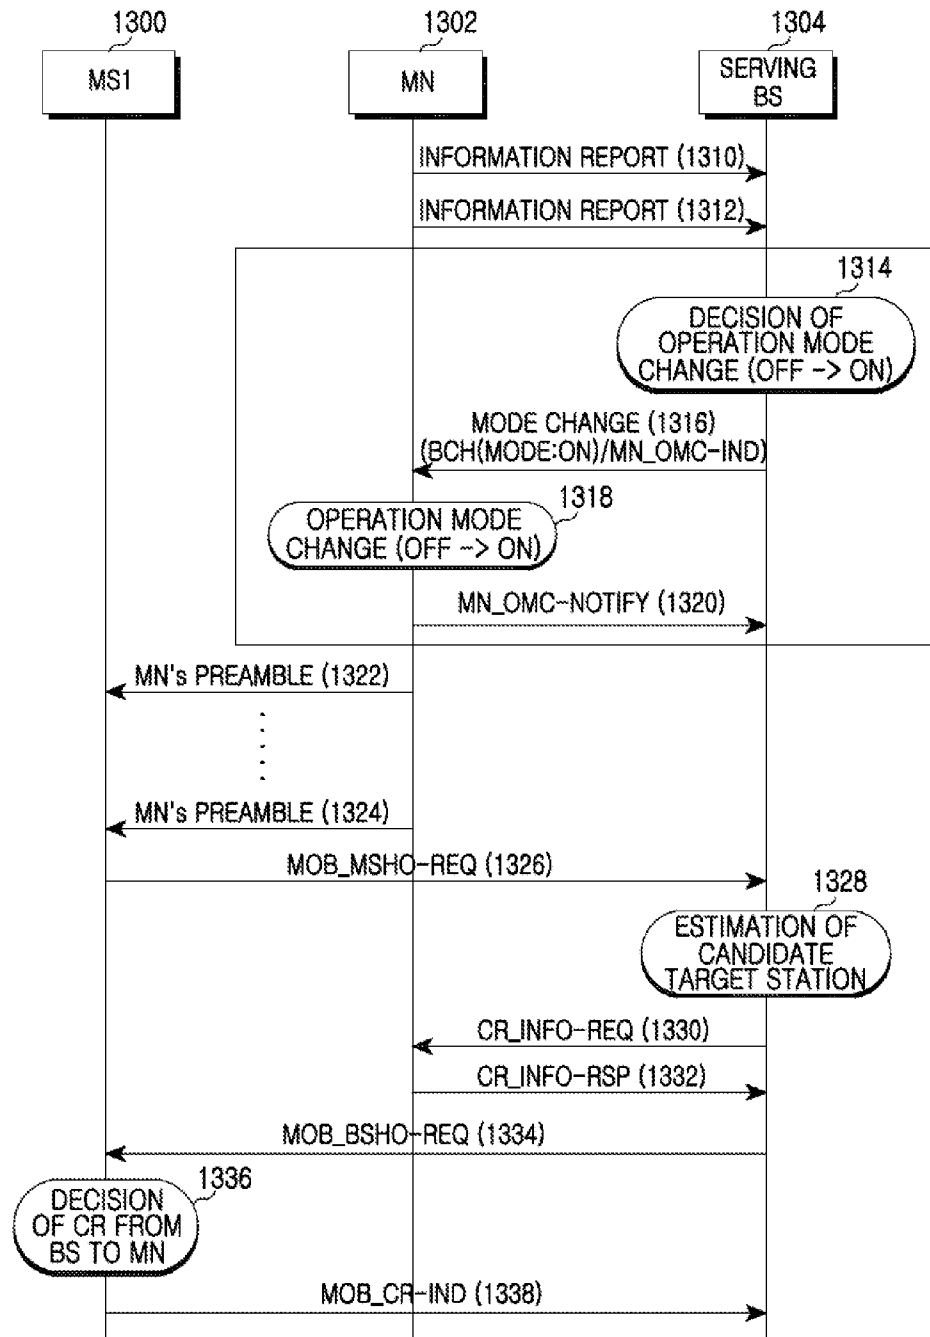 1300
1302
1304
MS1
MN
SERVING
BS
INFORMATION REPORT (1310)
INFORMATION REPORT (1312)
1314
DECISION OF
OPERATION MODE
CHANGE (OFF -> ON)
MODE CHANGE (1316)
(BCH(MODE:ON)/MN_OMC-IND)
1318
OPERATION MODE
CHANGE (OFF -> ON)
MN_OMC-NOTIFY (1320)
MN's PREAMBLE (1322)
MN's PREAMBLE (1324)
MOB_MSHO-REQ (1326)
1328
ESTIMATION OF
CANDIDATE
TARGET STATION
CR_INFO-REQ (1330)
CR_INFO-RSP (1332)
MOB_BSHO-REQ (1334)
1336
DECISION
OF CR FROM
BS TO MN
MOB_CR-IND (1338)